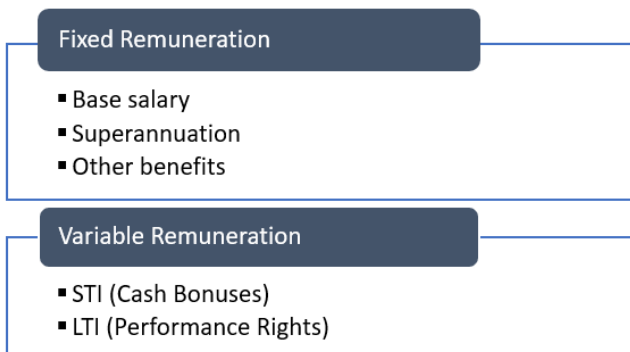 Fixed Remuneration
▪ Base salary
▪ Superannuation
▪ Other benefits
Variable Remuneration
▪ STI (Cash Bonuses)
▪ LTI (Performance Rights)